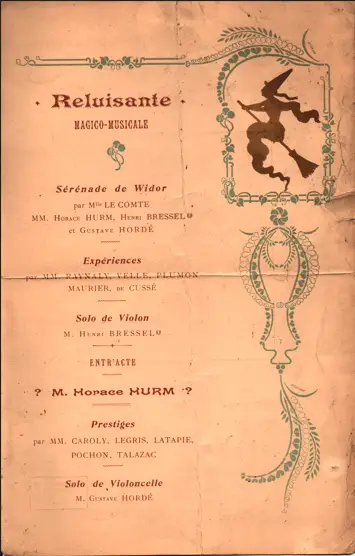 Reluisante
MAGICO-MUSICALE
Sérénade de Widor
par Mlle LE COMTE
MM. HORACE HURM, HENRI BRESSEL
et GUSTAVE HORDÉ
Expériences
par MM. RAYNALY, VELLE, PLUMON
MAURIER, DE CUSSÉ
Solo de Violon
M. HENRI BRESSEL
ENTR'ACTE
? M. Horace HURM ?
Prestiges
par MM. CAROLY, LEGRIS, LATAPIE,
POCHON, TALAZAC
Solo de Violoncelle
M. GUSTAVE HORDÉ